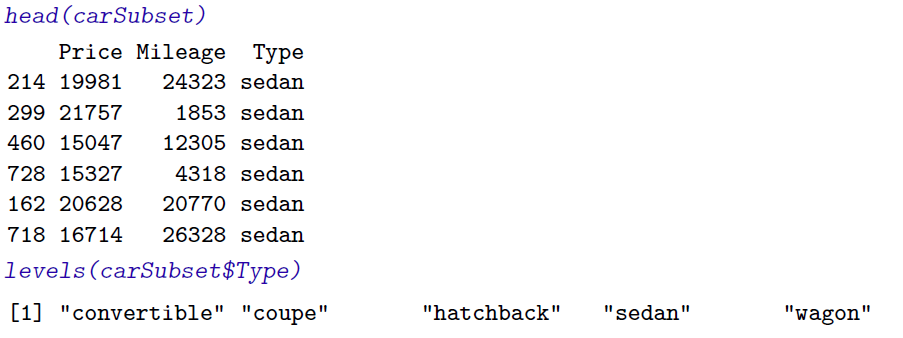 head(carSubset)
Price Mileage Type
214 19981 24323 sedan
299 21757 1853 sedan
460 15047 12305 sedan
728 15327 4318 sedan
162 20628 20770 sedan
718 16714 26328 sedan
levels(carSubset$Type)
[1] "convertible" "coupe" "hatchback" "sedan" "wagon"